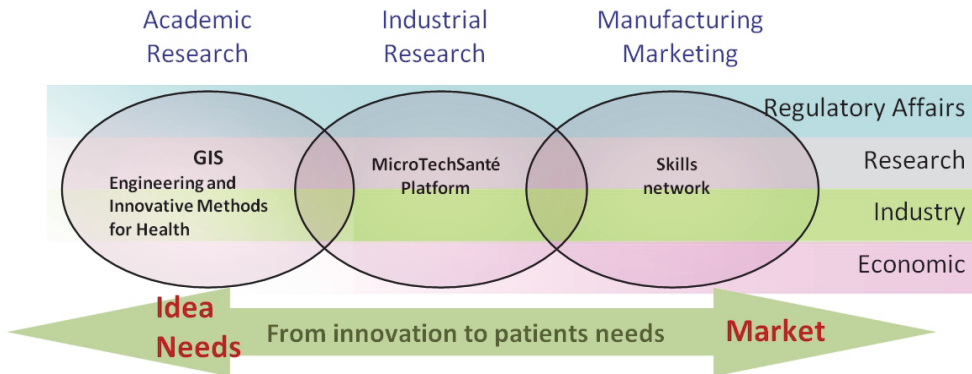 Academic
Research
Industrial
Research
Manufacturing
Marketing
Regulatory Affairs
Research
Industry
Economic
GIS
Engineering and
Innovative Methods
for Health
MicroTechSanté
Platform
Skills
network
Idea
Needs
From innovation to patients needs
Market